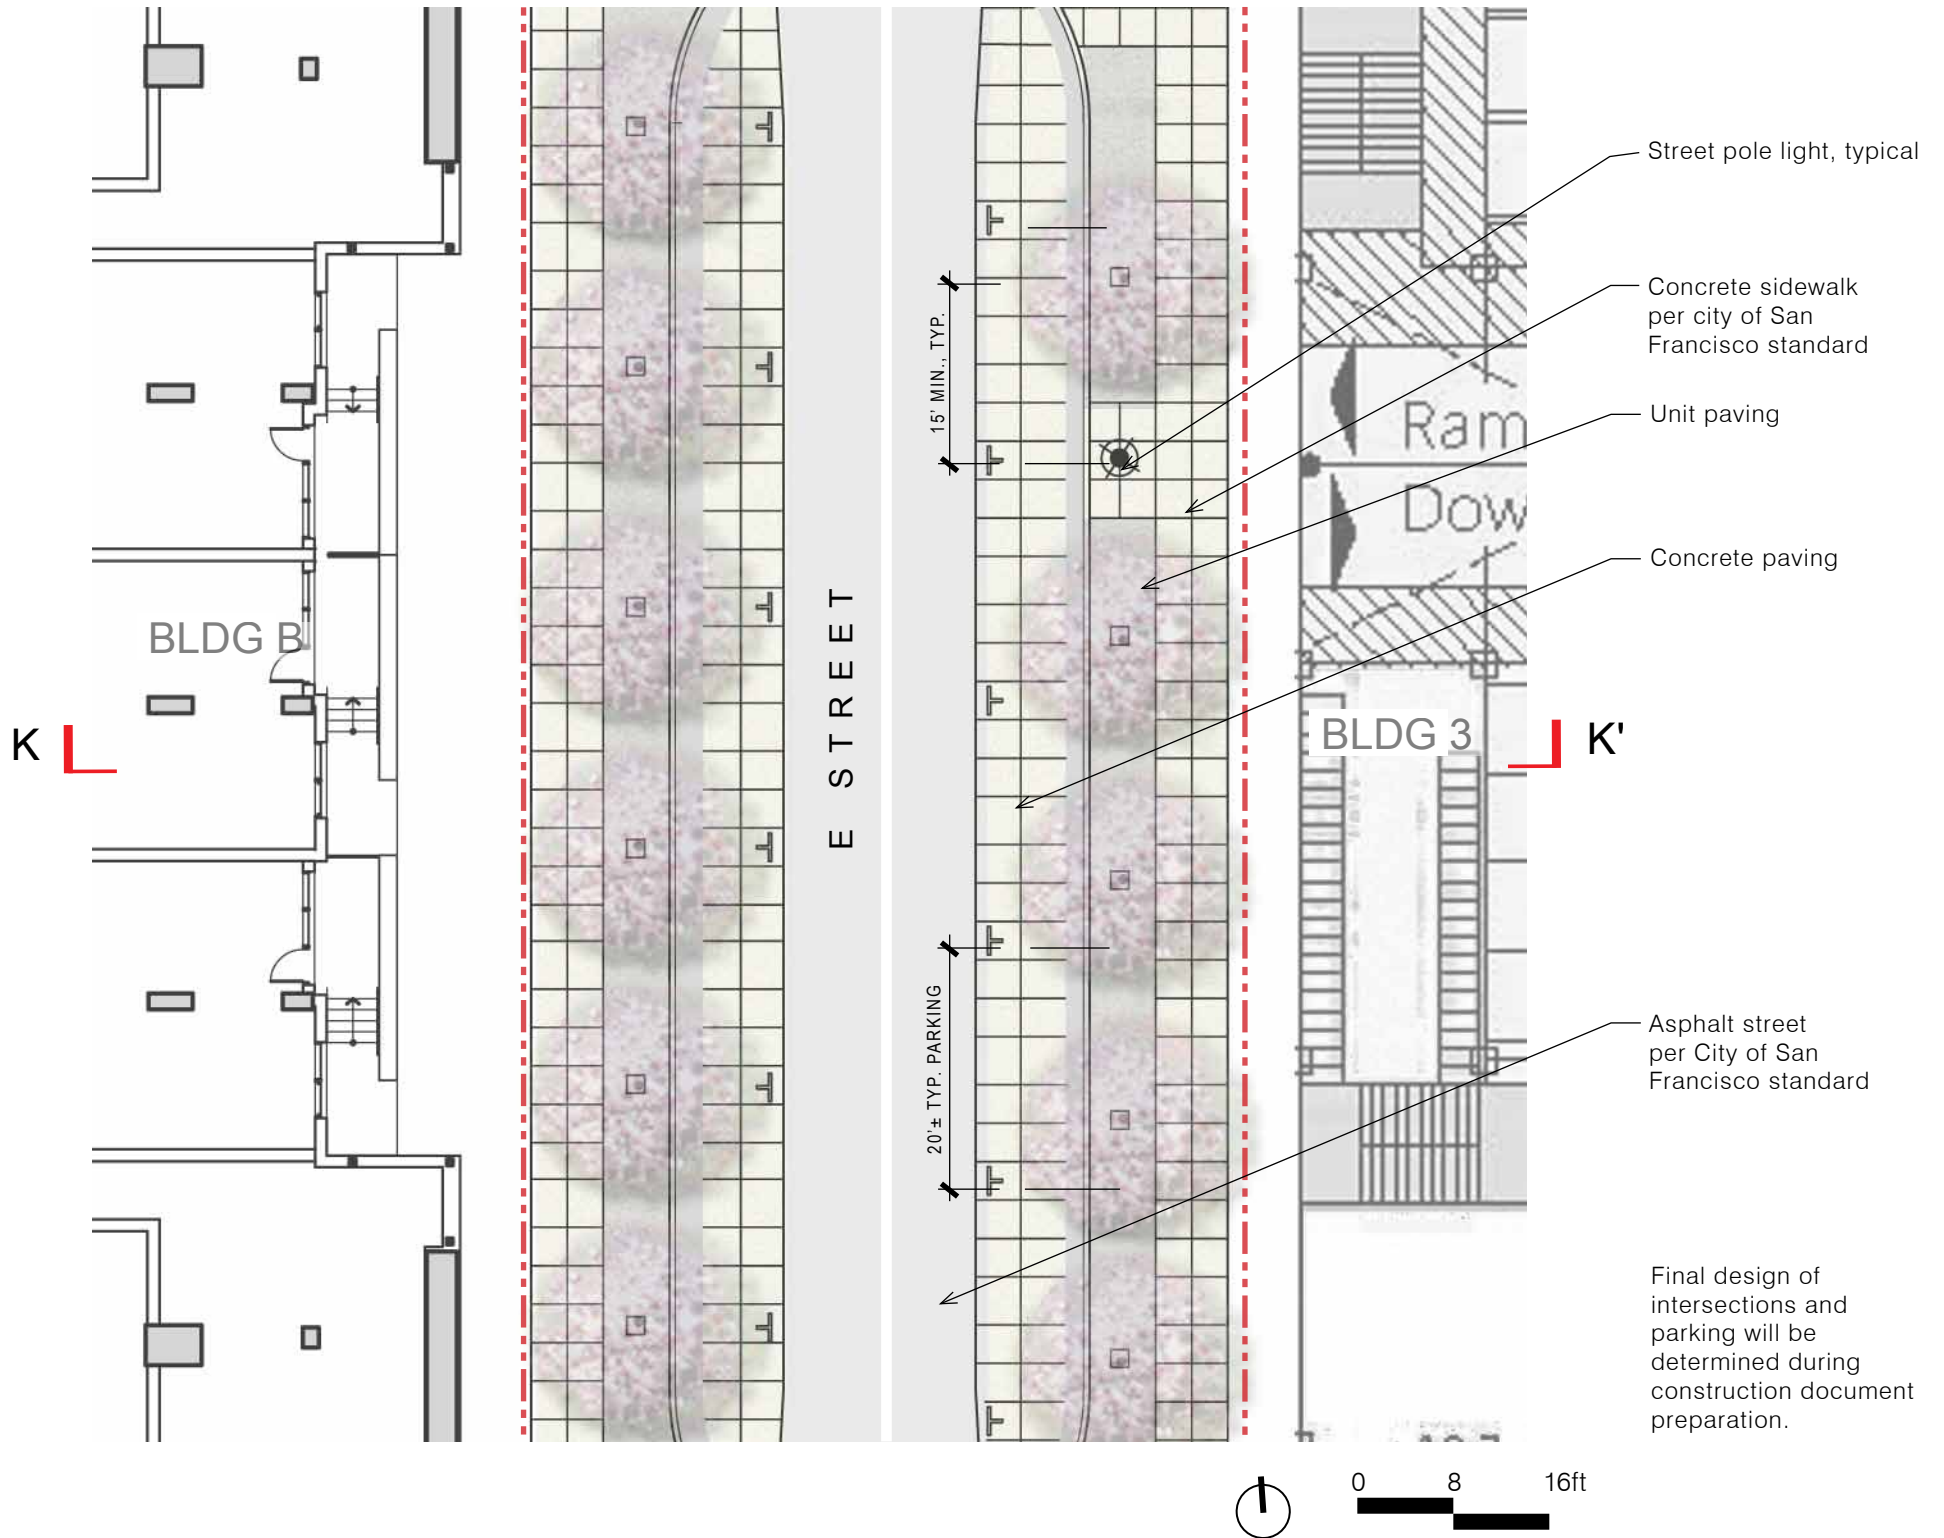 Street pole light, typical
Concrete sidewalk
per city of San
Francisco standard
15' MIN., TYP.
Unit paving
Ram
Dow
Concrete paving
BLDG B
E STREET
K
BLDG 3
K'
20'± TYP. PARKING
Asphalt street
per City of San
Francisco standard
Final design of
intersections and
parking will be
determined during
construction document
preparation.
0 8 16ft